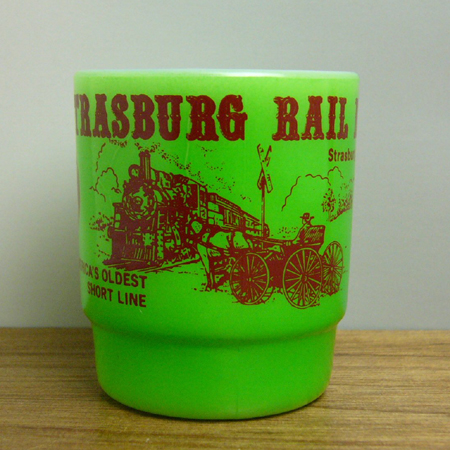 TRASBURG RAIL
Strasbu
ICA'S OLDEST
SHORT LINE